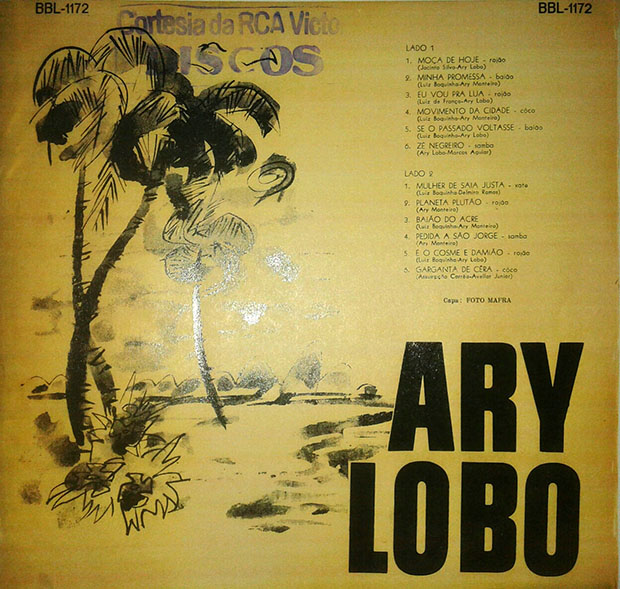 BBL-1172
BBL-1172
Cortesia da RCA Victo
DISCOS
LADO 1
1. MOÇA DE HOJE - rojão
(Jacinto Silva-Ary Lobo)
2. MINHA PROMESSA - baião
(Luiz Boquinha-Ary Monteiro)
3. EU VOU PRA LUA - rojão
(Luiz de França-Ary Lobo)
4. MOVIMENTO DA CIDADE - côco
(Luiz Boquinha-Ary Monteiro)
5. SE O PASSADO VOLTASSE - baião
(Luiz Boquinha-Ary Lobo)
6. ZE NEGREIRO - samba
(Ary Lobo-Marcos Aguiar)
LADO 2
1. MULHER DE SAIA JUSTA - xote
(Luiz Boquinha-Delmiro Ramos)
2. PLANETA PLUTÃO - rojão
(Ary Monteiro)
3. BAIÃO DO ACRE
(Luiz Boquinha-Ary Lobo)
4. PEDIDA A SÃO JORGE - samba
(Ary Monteiro)
5. E O COSME E DAMIÃO - rojão
(Luiz Boquinha-Ary Lobo)
6. GARGANTA DE CÊRA - côco
Corrêa-Avellar Junior)
Capa: FOTO MAFRA
ARY
LOBO